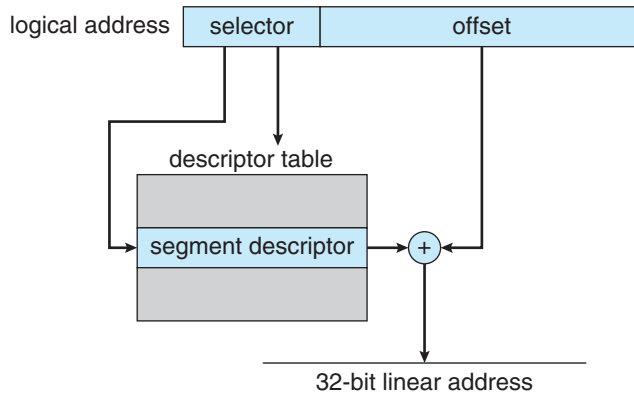 logical address selector offset
descriptor table
segment descriptor +
32-bit linear address